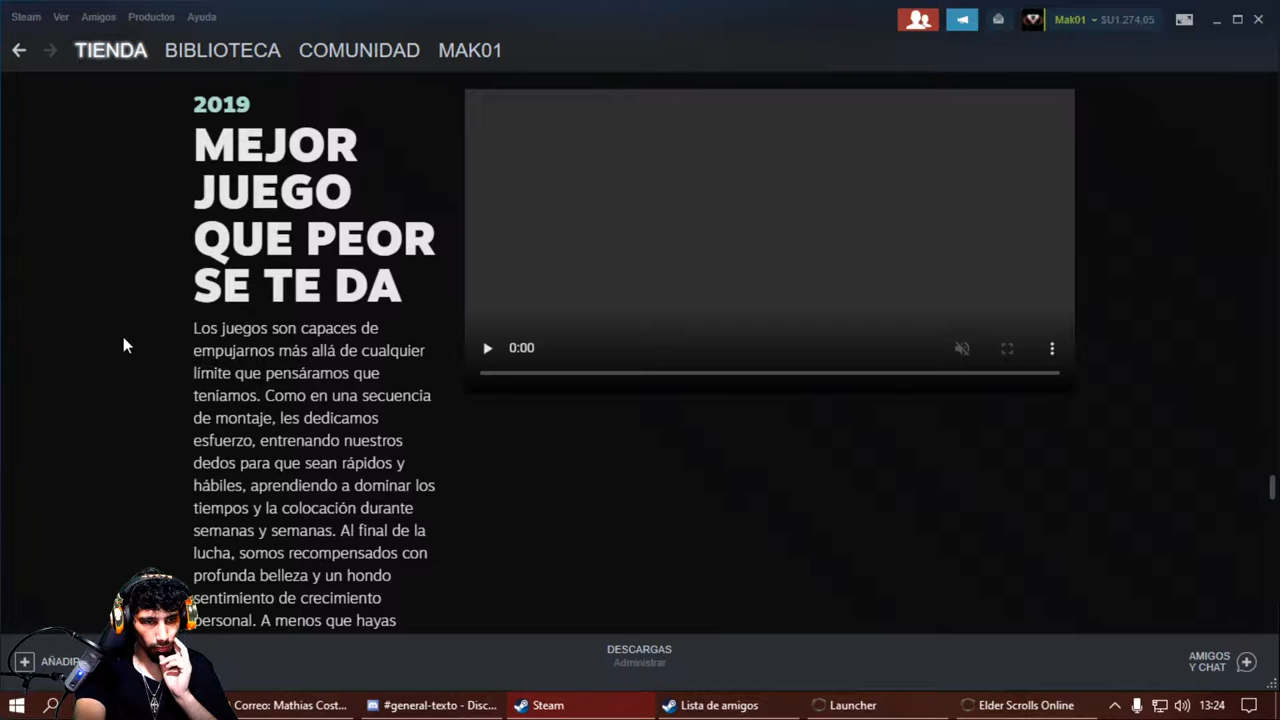 Steam Ver Amigos Productos Ayuda
Mak01 $U1.274,05
TIENDA BIBLIOTECA COMUNIDAD MAK01
2019
MEJOR
JUEGO
QUE PEOR
SE TE DA
Los juegos son capaces de
empujarnos más allá de cualquier
límite que pensáramos que
teníamos. Como en una secuencia
de montaje, les dedicamos
esfuerzo, entrenando nuestros
dedos para que sean rápidos y
hábiles, aprendiendo a dominar los
tiempos y la colocación durante
semanas y semanas. Al final de la
lucha, somos recompensados con
profunda belleza y un hondo
sentimiento de crecimiento
personal. A menos que hayas
0:00
AÑADIR
DESCARGAS
Administrar
AMIGOS
Y CHAT
Correo: Mathias Cost...
#general-texto - Disc...
Steam
Lista de amigos
Launcher
Elder Scrolls Online
13:24